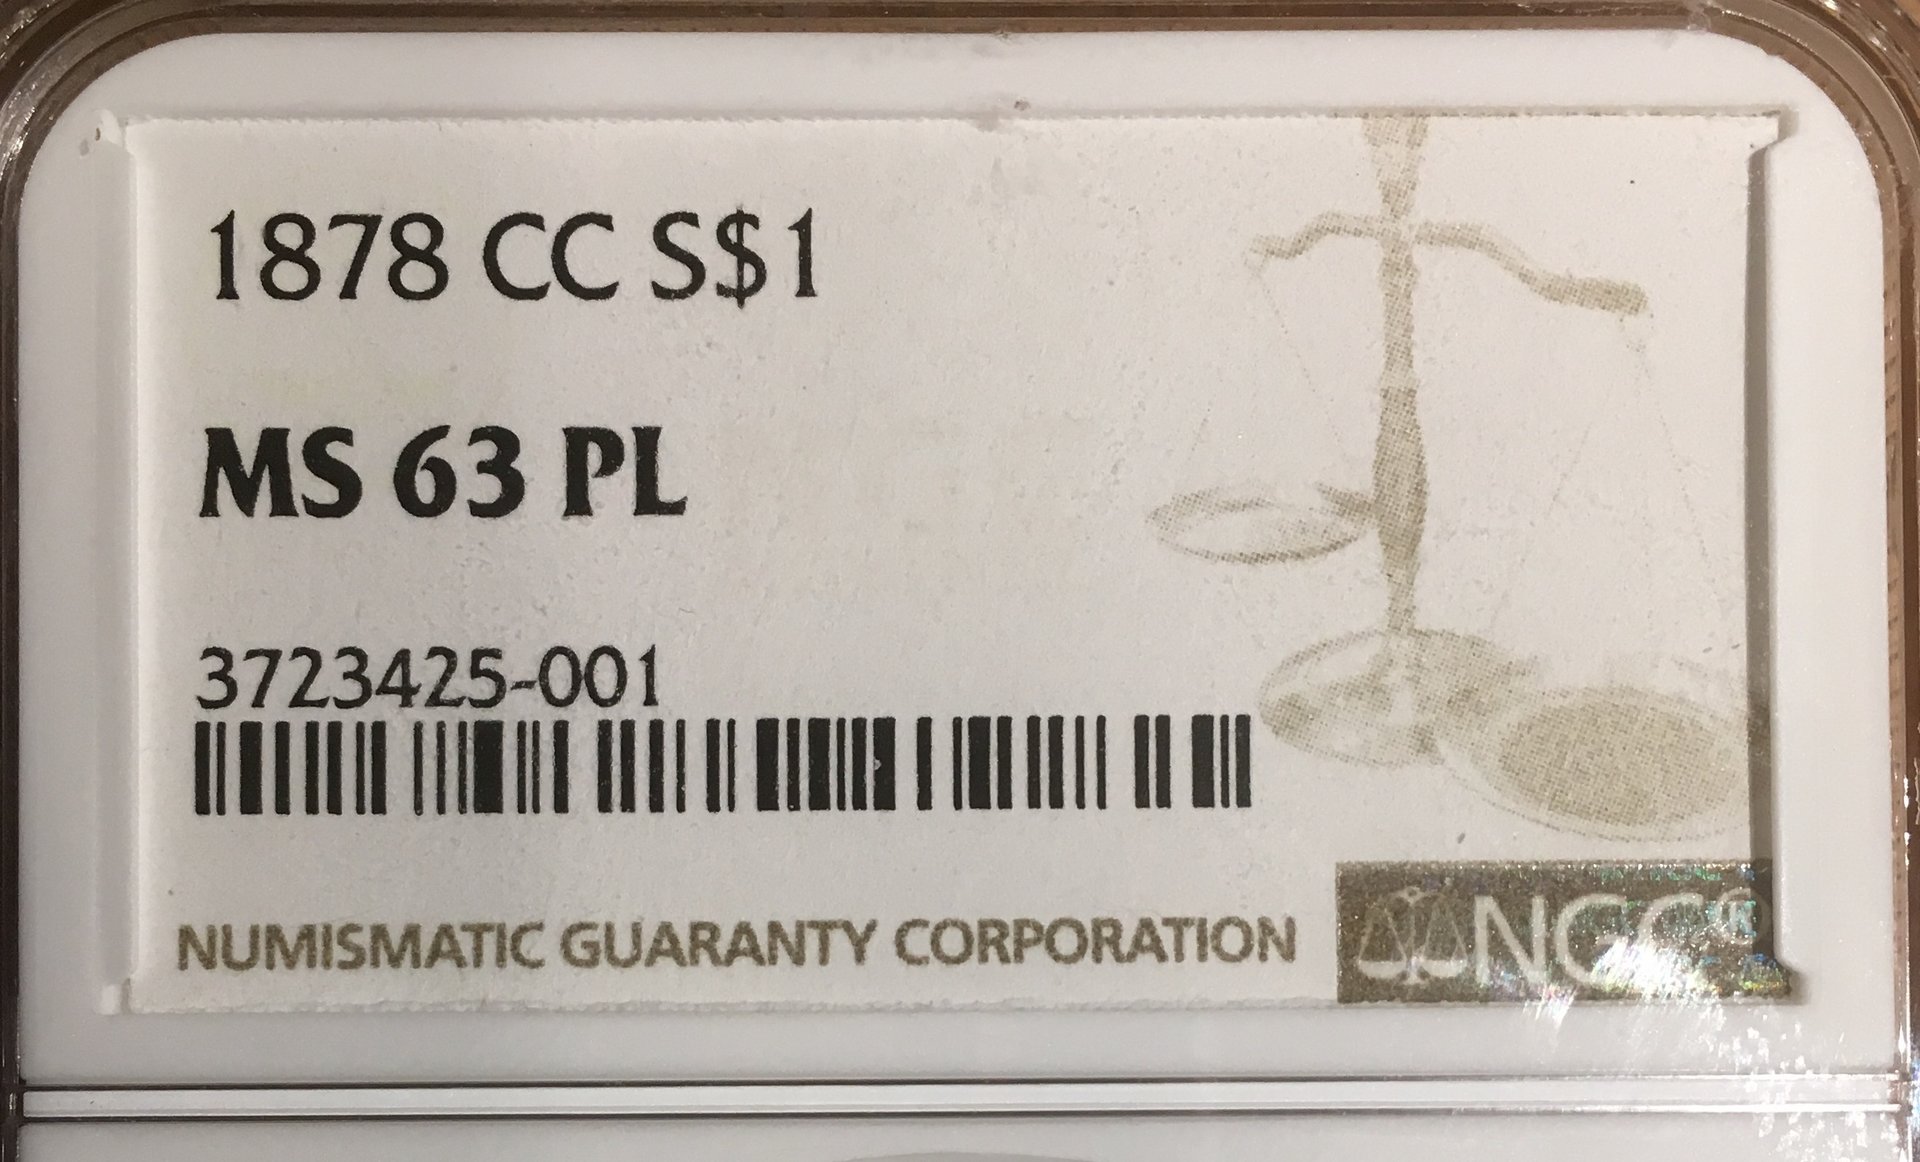 1878 CC S$1
MS 63 PL
3723425-001
NUMISMATIC GUARANTY CORPORATION
NGC®